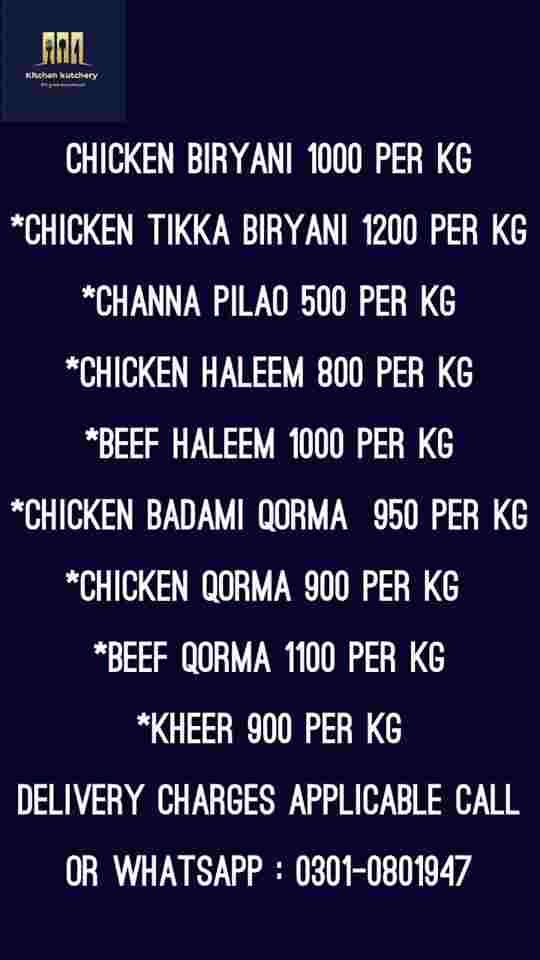 Kitchen kutchery
CHICKEN BIRYANI 1000 PER KG
*CHICKEN TIKKA BIRYANI 1200 PER KG
*CHANNA PILAO 500 PER KG
*CHICKEN HALEEM 800 PER KG
*BEEF HALEEM 1000 PER KG
*CHICKEN BADAMI QORMA 950 PER KG
*CHICKEN QORMA 900 PER KG
*BEEF QORMA 1100 PER KG
*KHEER 900 PER KG
DELIVERY CHARGES APPLICABLE CALL
OR WHATSAPP : 0301-0801947